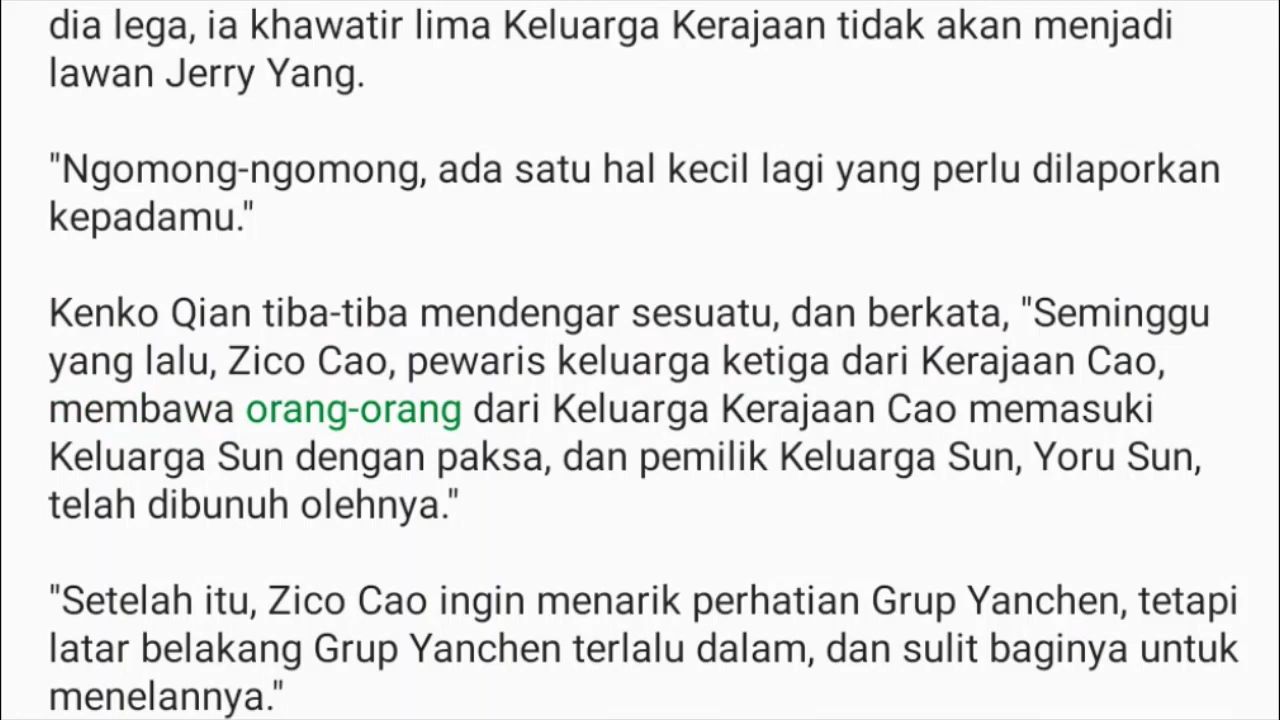 dia lega, ia khawatir lima Keluarga Kerajaan tidak akan menjadi
lawan Jerry Yang.
"Ngomong-ngomong, ada satu hal kecil lagi yang perlu dilaporkan
kepadamu."
Kenko Qian tiba-tiba mendengar sesuatu, dan berkata, "Seminggu
yang lalu, Zico Cao, pewaris keluarga ketiga dari Kerajaan Cao,
membawa orang-orang dari Keluarga Kerajaan Cao memasuki
Keluarga Sun dengan paksa, dan pemilik Keluarga Sun, Yoru Sun,
telah dibunuh olehnya."
"Setelah itu, Zico Cao ingin menarik perhatian Grup Yanchen, tetapi
latar belakang Grup Yanchen terlalu dalam, dan sulit baginya untuk
menelannya."